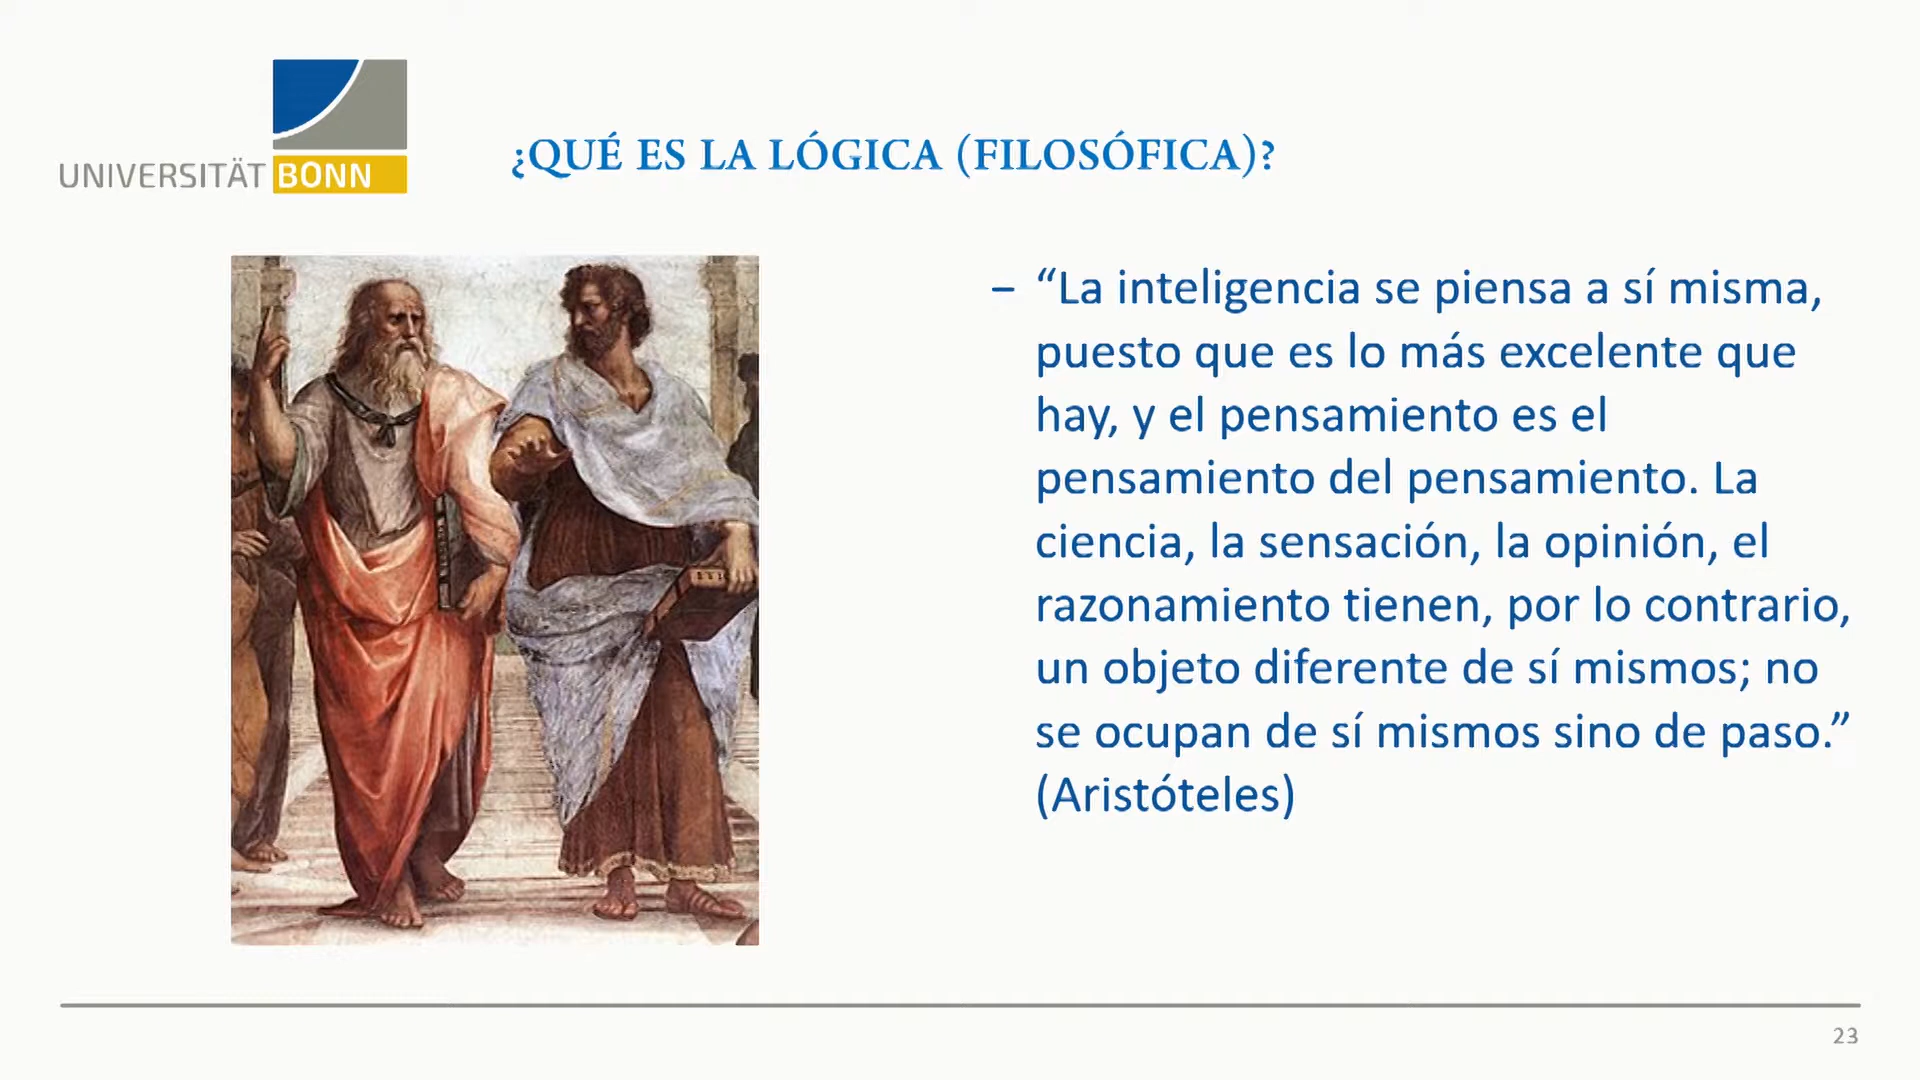 UNIVERSITÄT BONN
¿QUÉ ES LA LÓGICA (FILOSÓFICA)?
– “La inteligencia se piensa a sí misma,
puesto que es lo más excelente que
hay, y el pensamiento es el
pensamiento del pensamiento. La
ciencia, la sensación, la opinión, el
razonamiento tienen, por lo contrario,
un objeto diferente de sí mismos; no
se ocupan de sí mismos sino de paso.”
(Aristóteles)
23